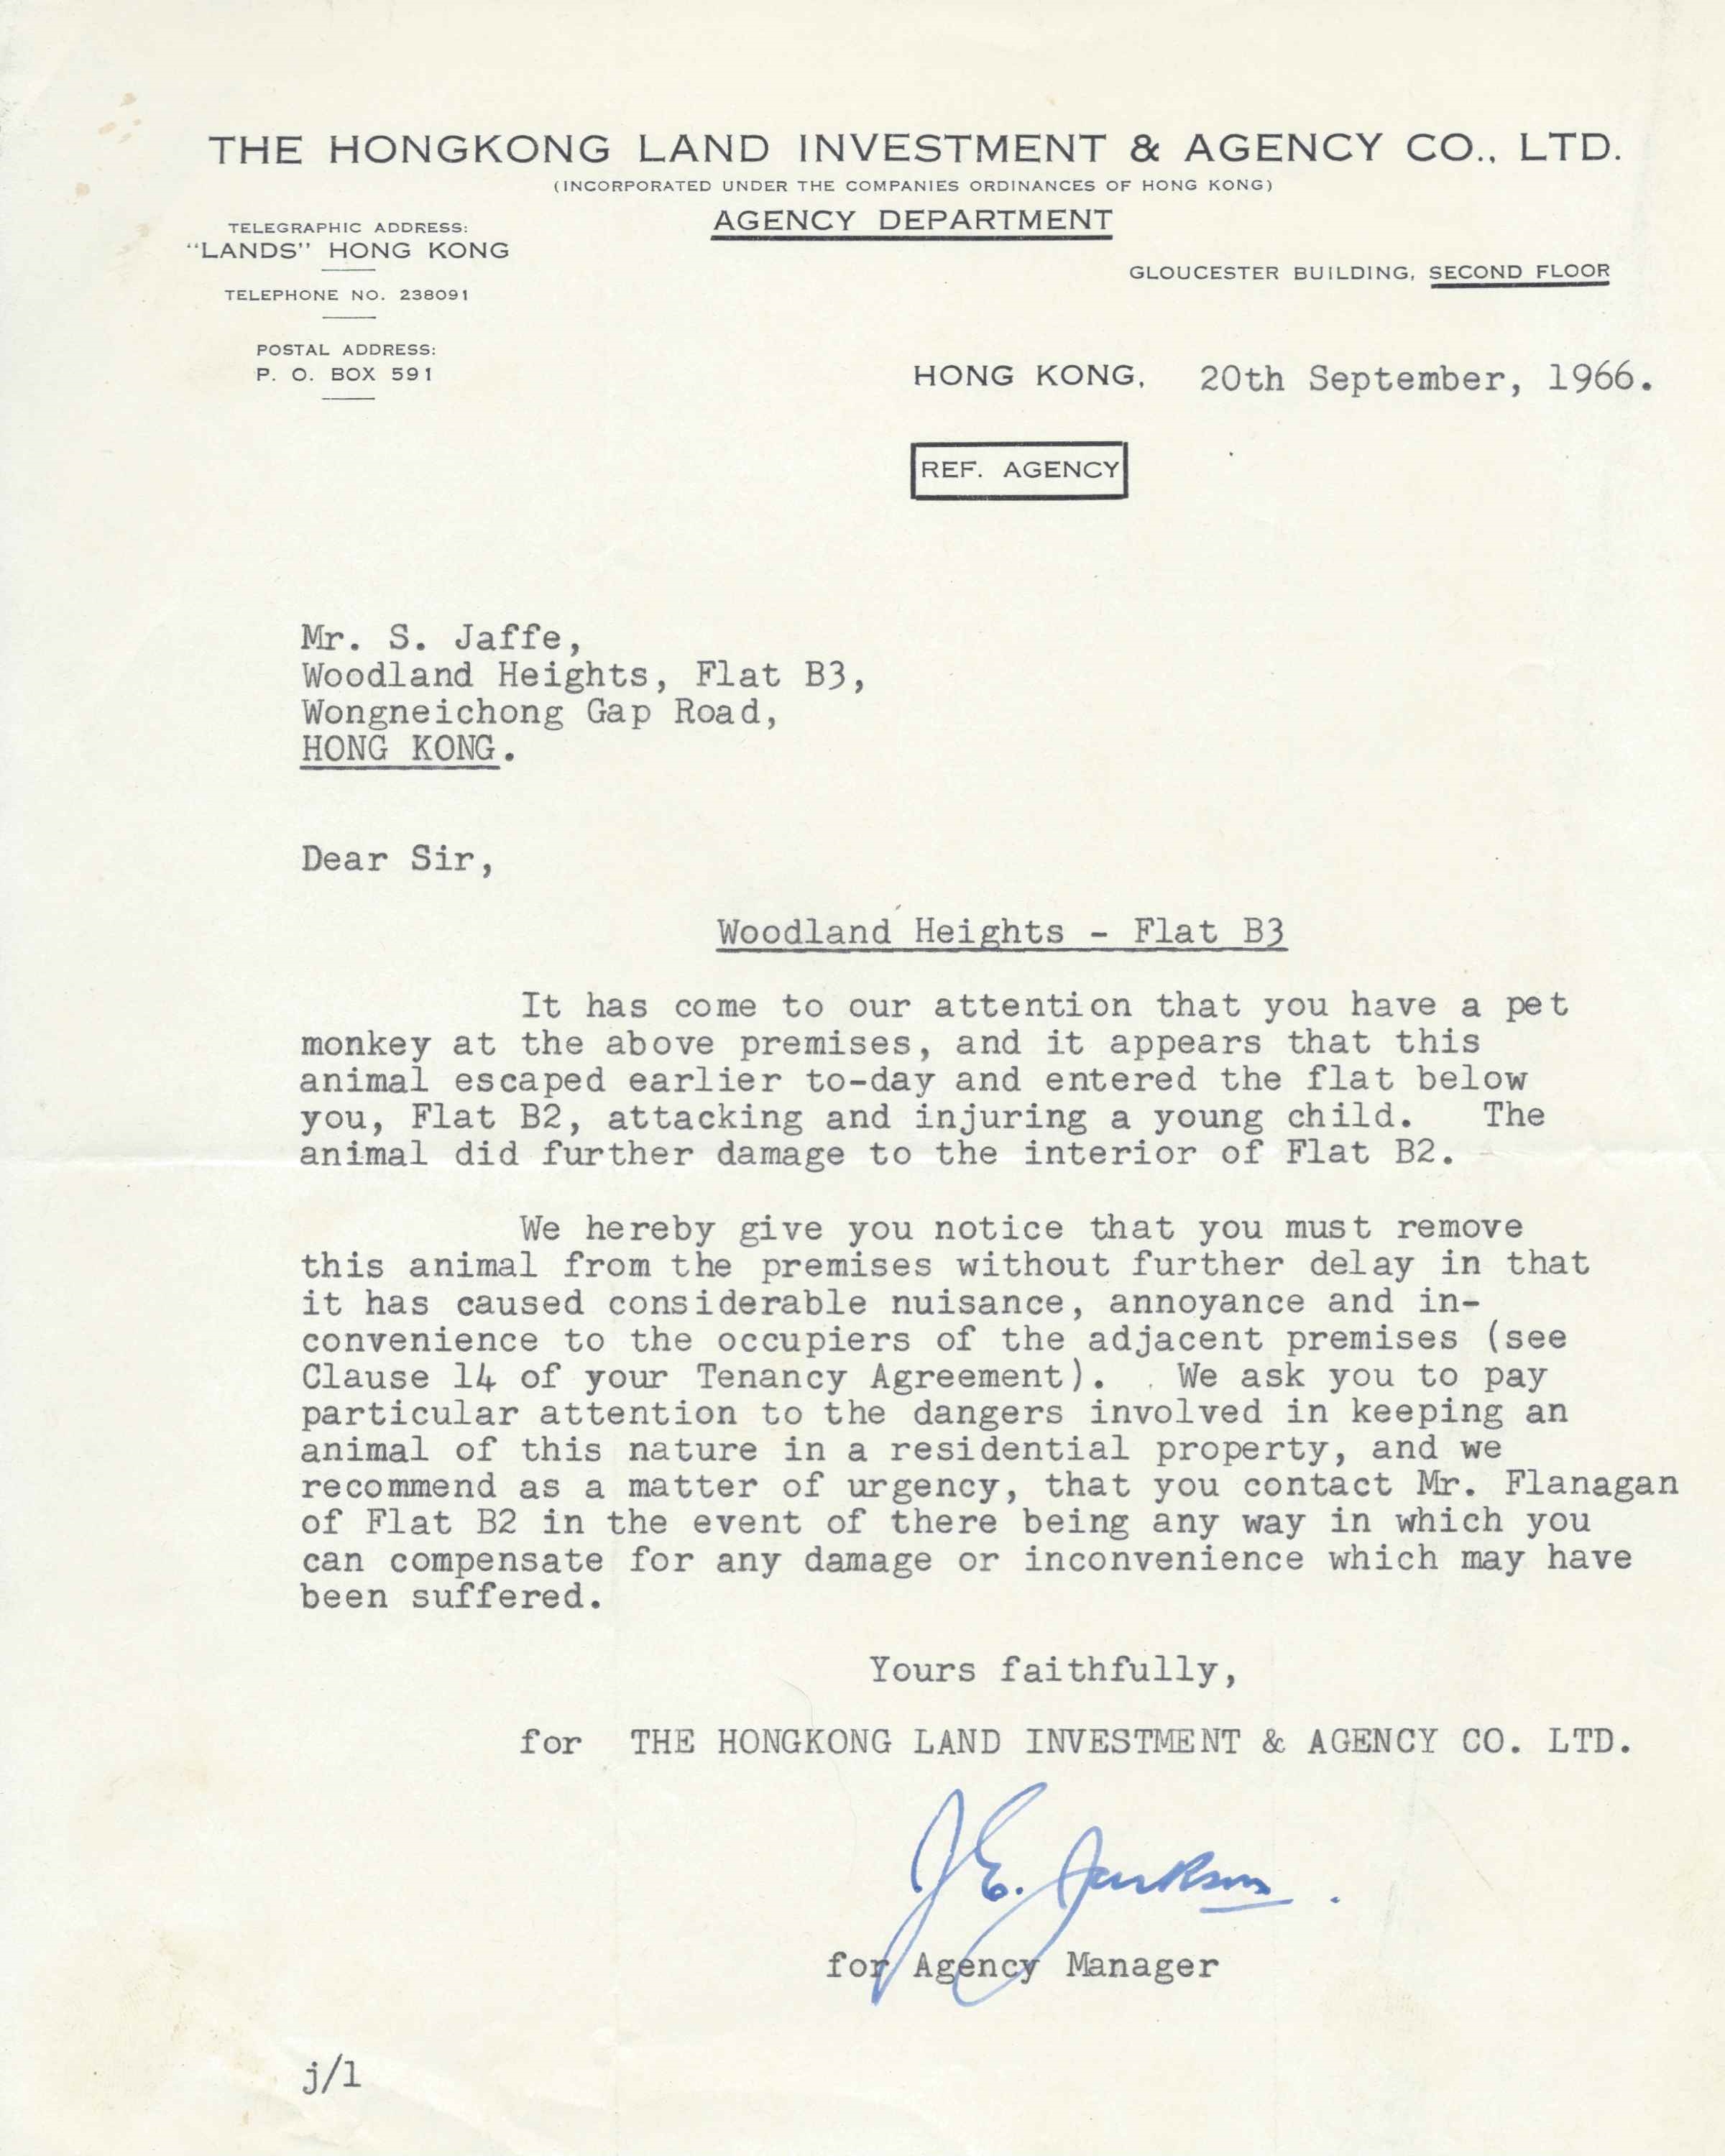 THE HONGKONG LAND INVESTMENT & AGENCY CO., LTD.
(INCORPORATED UNDER THE COMPANIES ORDINANCES OF HONG KONG)
AGENCY DEPARTMENT
TELEGRAPHIC ADDRESS:
"LANDS" HONG KONG
TELEPHONE NO. 238091
POSTAL ADDRESS:
P. O. BOX 591
GLOUCESTER BUILDING, SECOND FLOOR
HONG KONG, 20th September, 1966.
REF. AGENCY
Mr. S. Jaffe,
Woodland Heights, Flat B3,
Wongneichong Gap Road,
HONG KONG.
Dear Sir,
Woodland Heights - Flat B3
It has come to our attention that you have a pet
monkey at the above premises, and it appears that this
animal escaped earlier to-day and entered the flat below
you, Flat B2, attacking and injuring a young child. The
animal did further damage to the interior of Flat B2.
We hereby give you notice that you must remove
this animal from the premises without further delay in that
it has caused considerable nuisance, annoyance and in-
convenience to the occupiers of the adjacent premises (see
Clause 14 of your Tenancy Agreement). We ask you to pay
particular attention to the dangers involved in keeping an
animal of this nature in a residential property, and we
recommend as a matter of urgency, that you contact Mr. Flanagan
of Flat B2 in the event of there being any way in which you
can compensate for any damage or inconvenience which may have
been suffered.
Yours faithfully,
for THE HONGKONG LAND INVESTMENT & AGENCY CO. LTD.
J.E. Jackson.
for Agency Manager
j/l